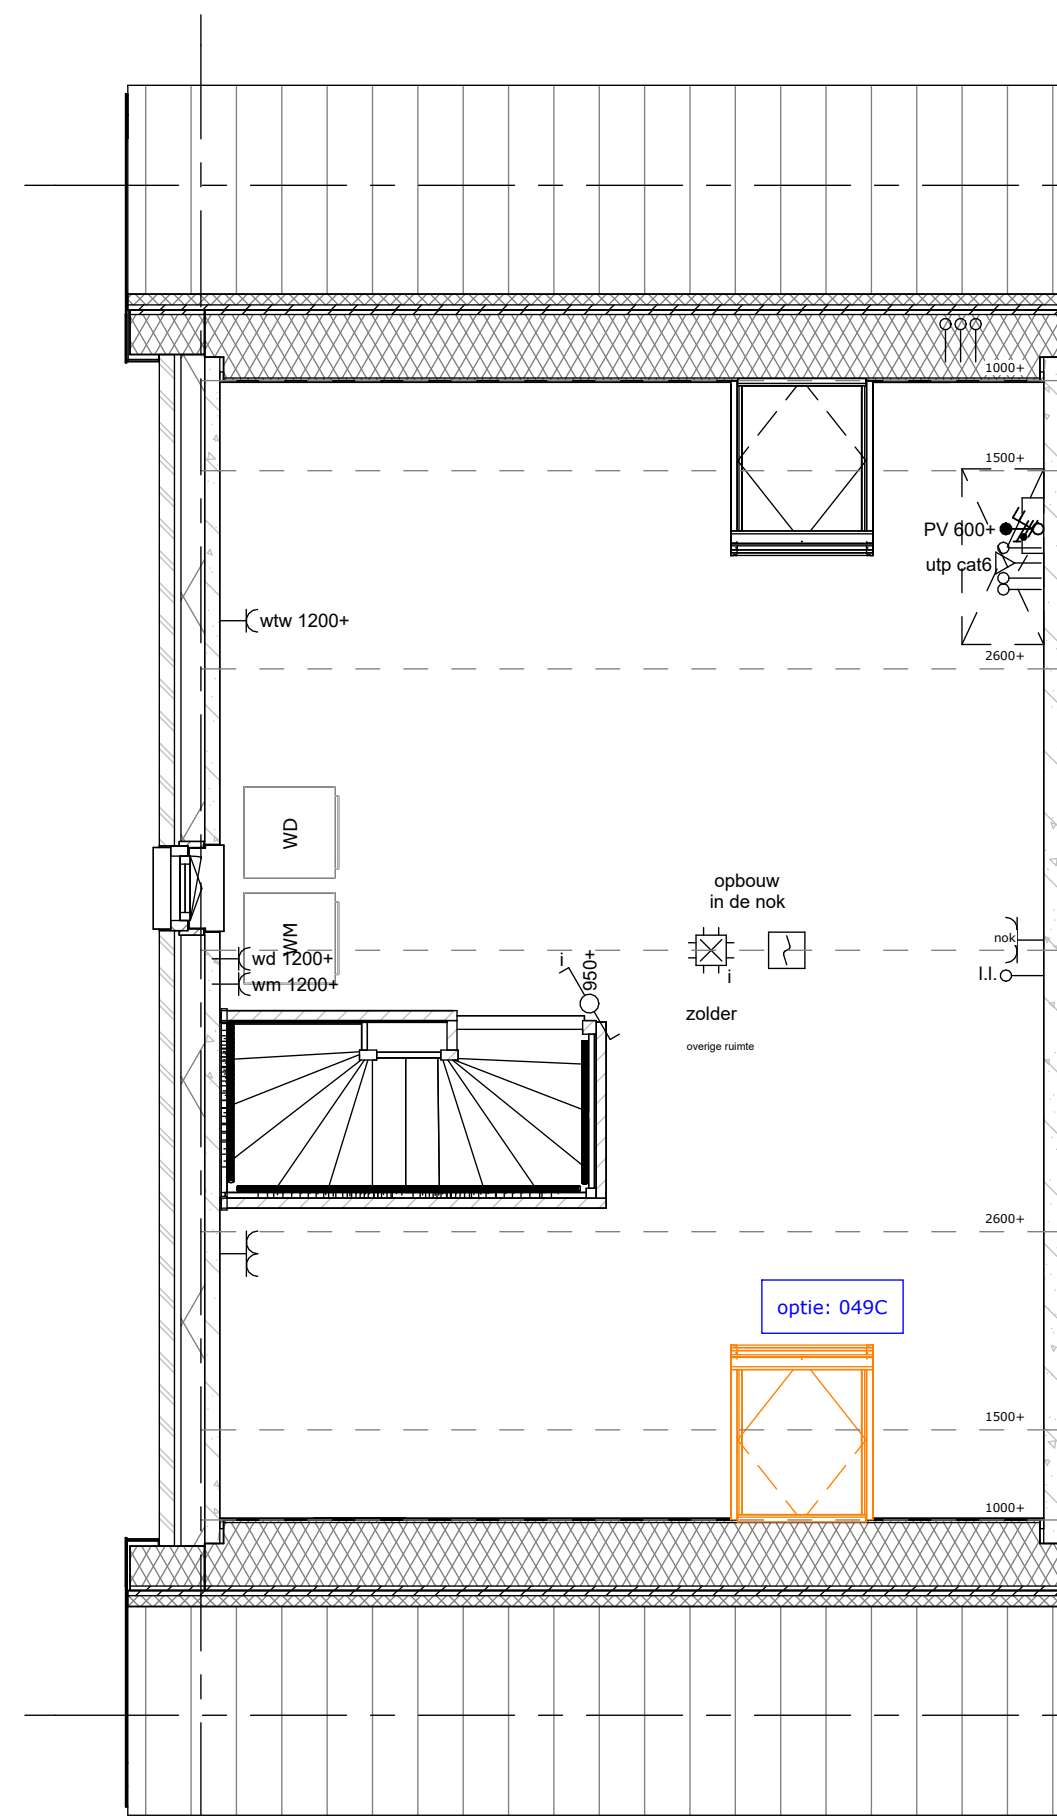 1000+
1500+
PV 600+
utp cat6
wtw 1200+
2600+
WD
opbouw
in de nok
WM
nok
wd 1200+
i
950+
i
l.l.
wm 1200+
zolder
overige ruimte
2600+
optie: 049C
1500+
1000+